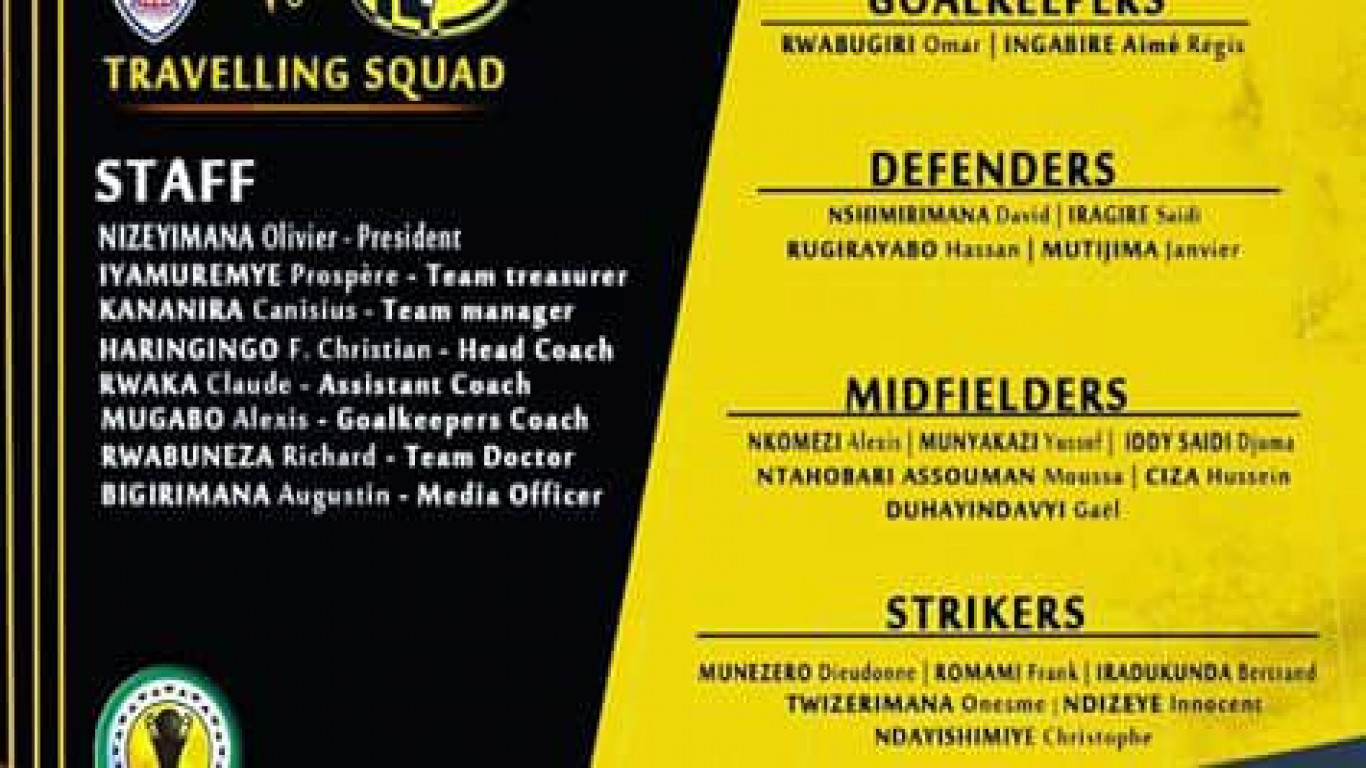 TRAVELLING SQUAD
STAFF
NIZEYIMANA Olivier - President
IYAMUREMYE Prospère - Team treasurer
KANANIRA Canisius - Team manager
HARINGINGO F. Christian - Head Coach
RWAKA Claude - Assistant Coach
MUGABO Alexis - Goalkeepers Coach
RWABUNEZA Richard - Team Doctor
BIGIRIMANA Augustin - Media Officer
GOALKEEPERS
RWABUGIRI Omar | INGABIRE Aimé Régis
DEFENDERS
NSHIMIRIMANA David | IRAGIRE Saidi
RUGIRAYABO Hassan | MUTIJIMA Janvier
MIDFIELDERS
NKOMEZI Alexis | MUNYAKAZI Yussuf | IDDY SAIDI Djuma
NTAHOBARI ASSOUMAN Moussa | CIZA Hussein
DUHAYINDAVYI Gael
STRIKERS
MUNEZERO Dieudonne | ROMAMI Frank | IRADUKUNDA Bertrand
TWIZERIMANA Onesme | NDIZEYE Innocent
NDAYISHIMIYE Christophe